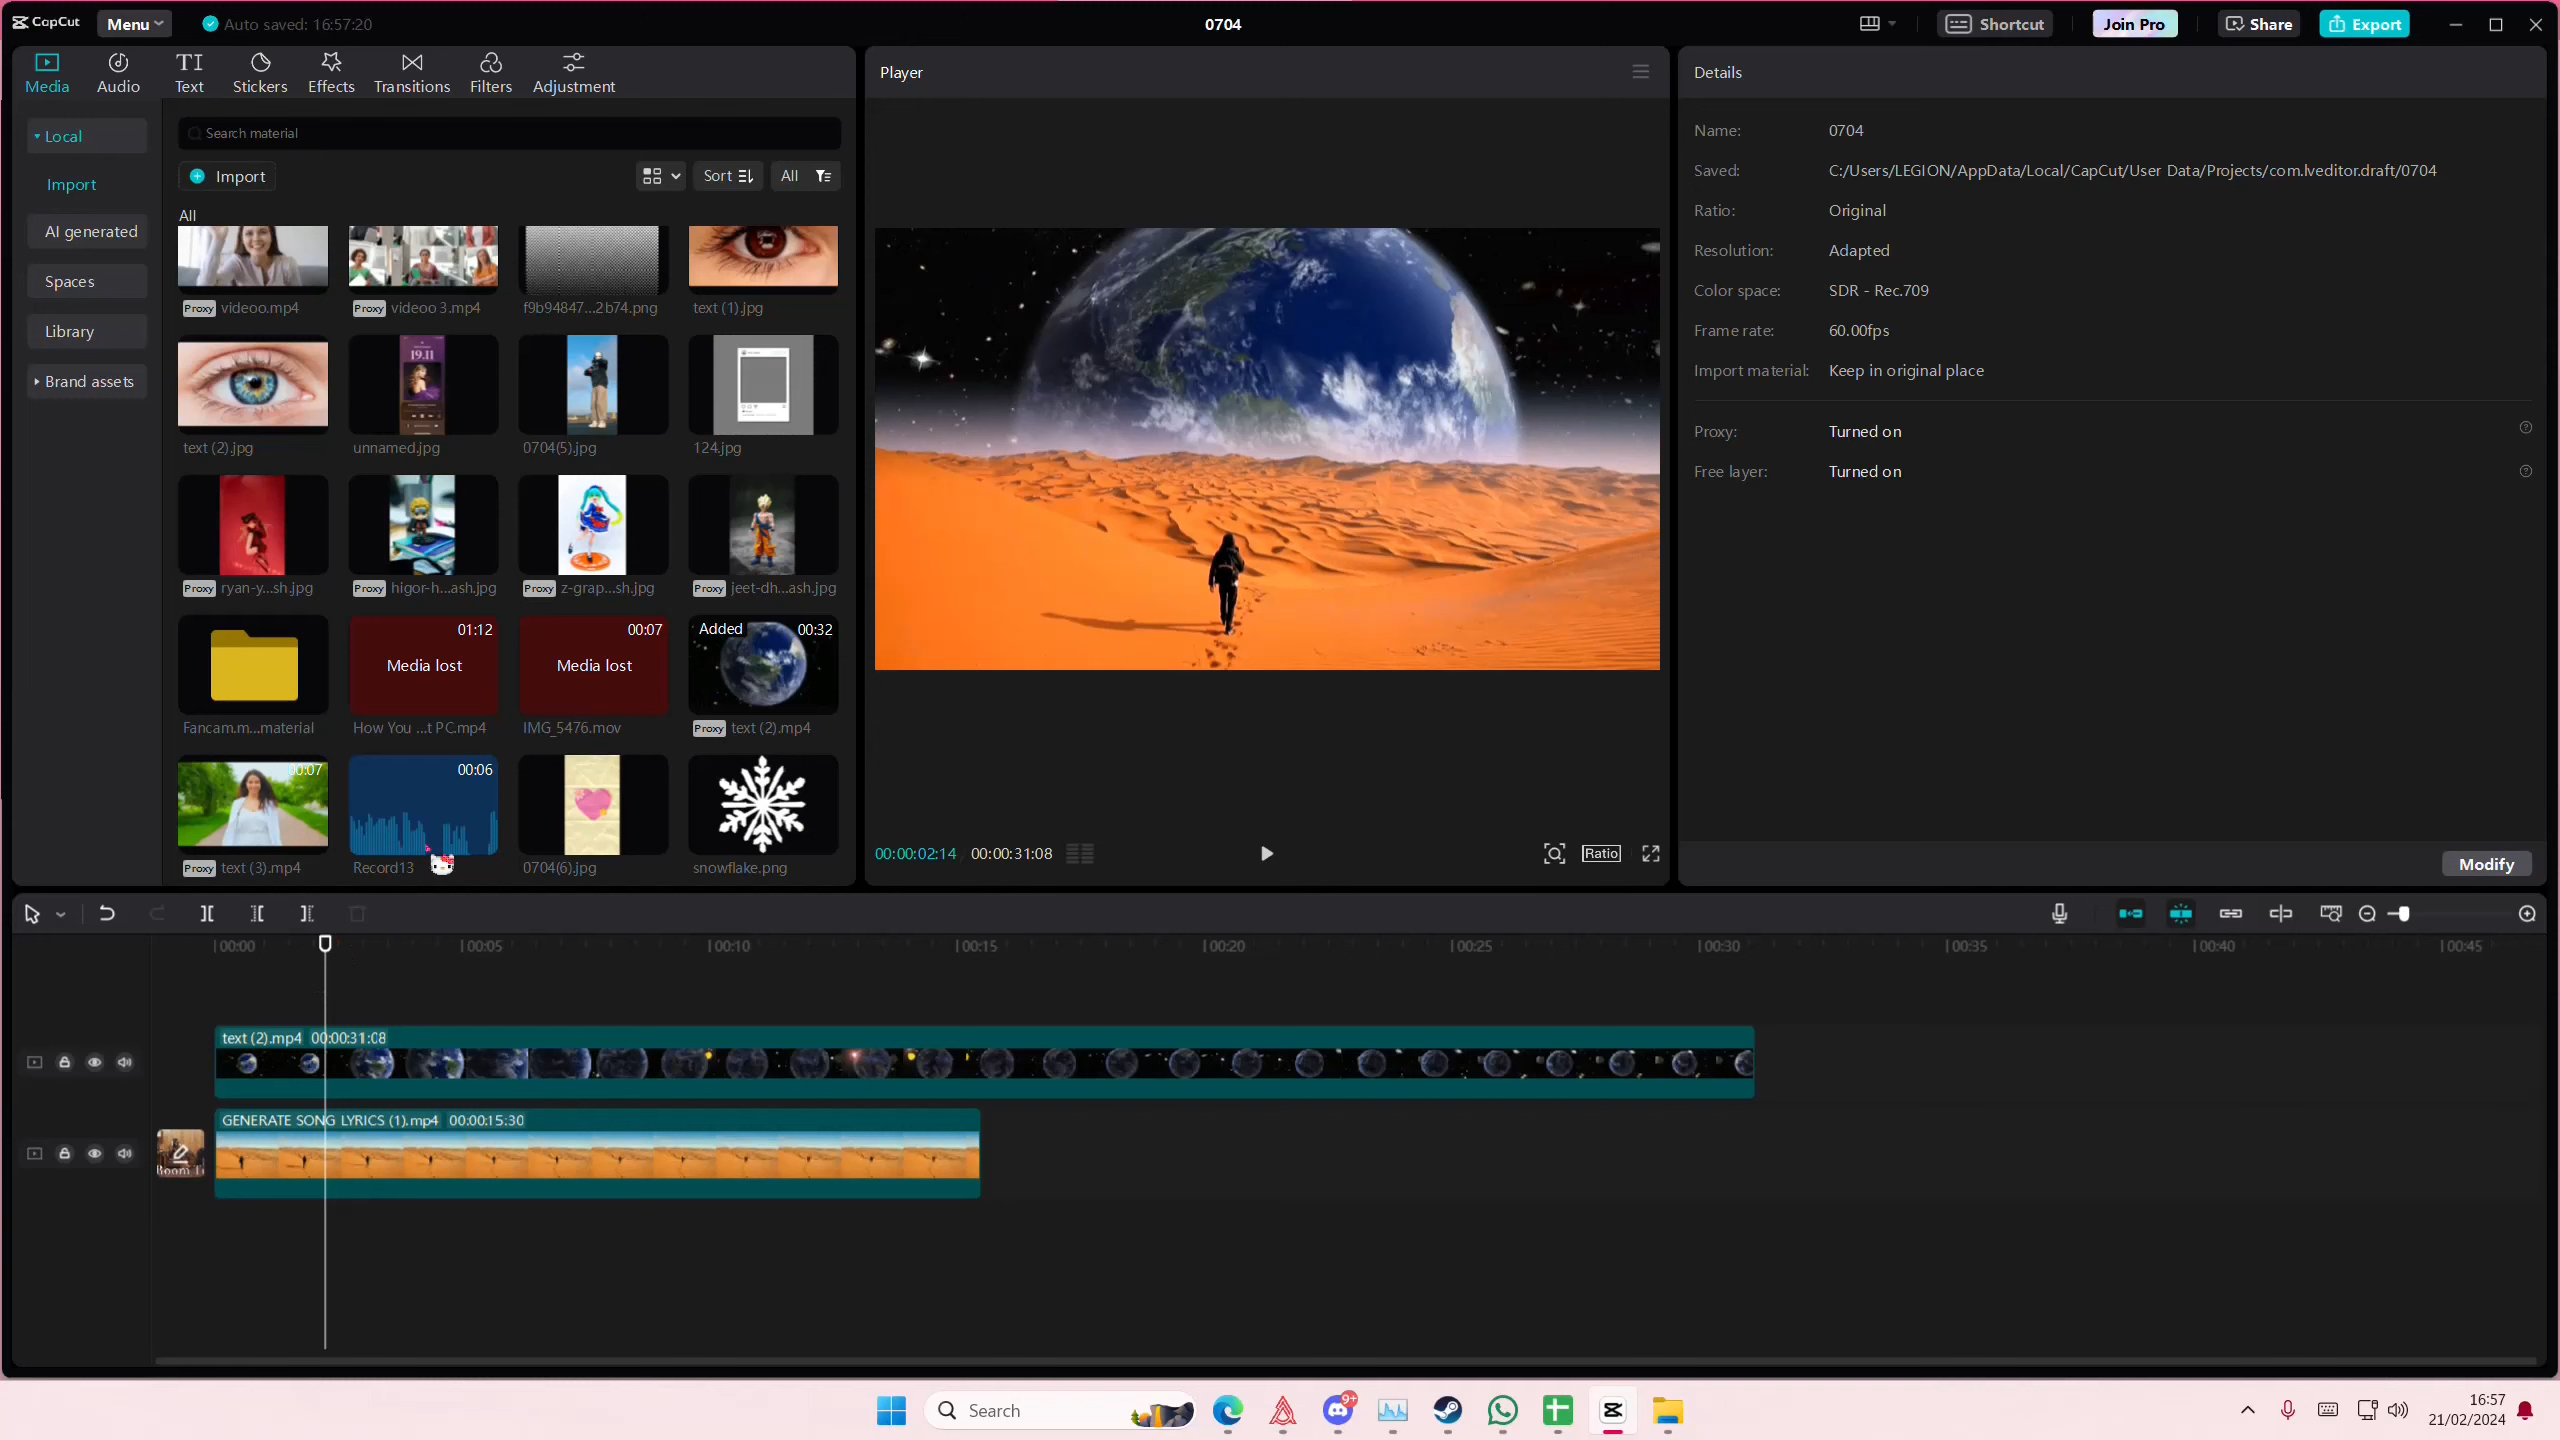 CapCut
Menu
Auto saved: 16:57:20
0704
Shortcut
Join Pro
Share
Export
Media
Audio
Text
Stickers
Effects
Transitions
Filters
Adjustment
Player
Details
Local
Import
AI generated
Spaces
Library
Brand assets
Search material
Import
Sort
All
All
Proxy videoo.mp4
Proxy videoo 3.mp4
f9b94847...2b74.png
text (1).jpg
19.11
text (2).jpg
unnamed.jpg
0704(5).jpg
124.jpg
Proxy ryan-y...sh.jpg
Proxy higor-h...ash.jpg
Proxy z-grap...sh.jpg
Proxy jeet-dh...ash.jpg
01:12
Media lost
00:07
Media lost
Added 00:32
Fancam.m...material
How You ...t PC.mp4
IMG_5476.mov
Proxy text (2).mp4
00:07
00:06
Proxy text (3).mp4
Record13
0704(6).jpg
snowflake.png
00:00:02:14 00:00:31:08
Ratio
Name: 0704
Saved: C:/Users/LEGION/AppData/Local/CapCut/User Data/Projects/com.lveditor.draft/0704
Ratio: Original
Resolution: Adapted
Color space: SDR - Rec.709
Frame rate: 60.00fps
Import material: Keep in original place
Proxy: Turned on
Free layer: Turned on
Modify
00:00 00:05 00:10 00:15 00:20 00:25 00:30 00:35 00:40 00:45
text (2).mp4 00:00:31:08
GENERATE SONG LYRICS (1).mp4 00:00:15:30
Boom
Search
9+
16:57
21/02/2024